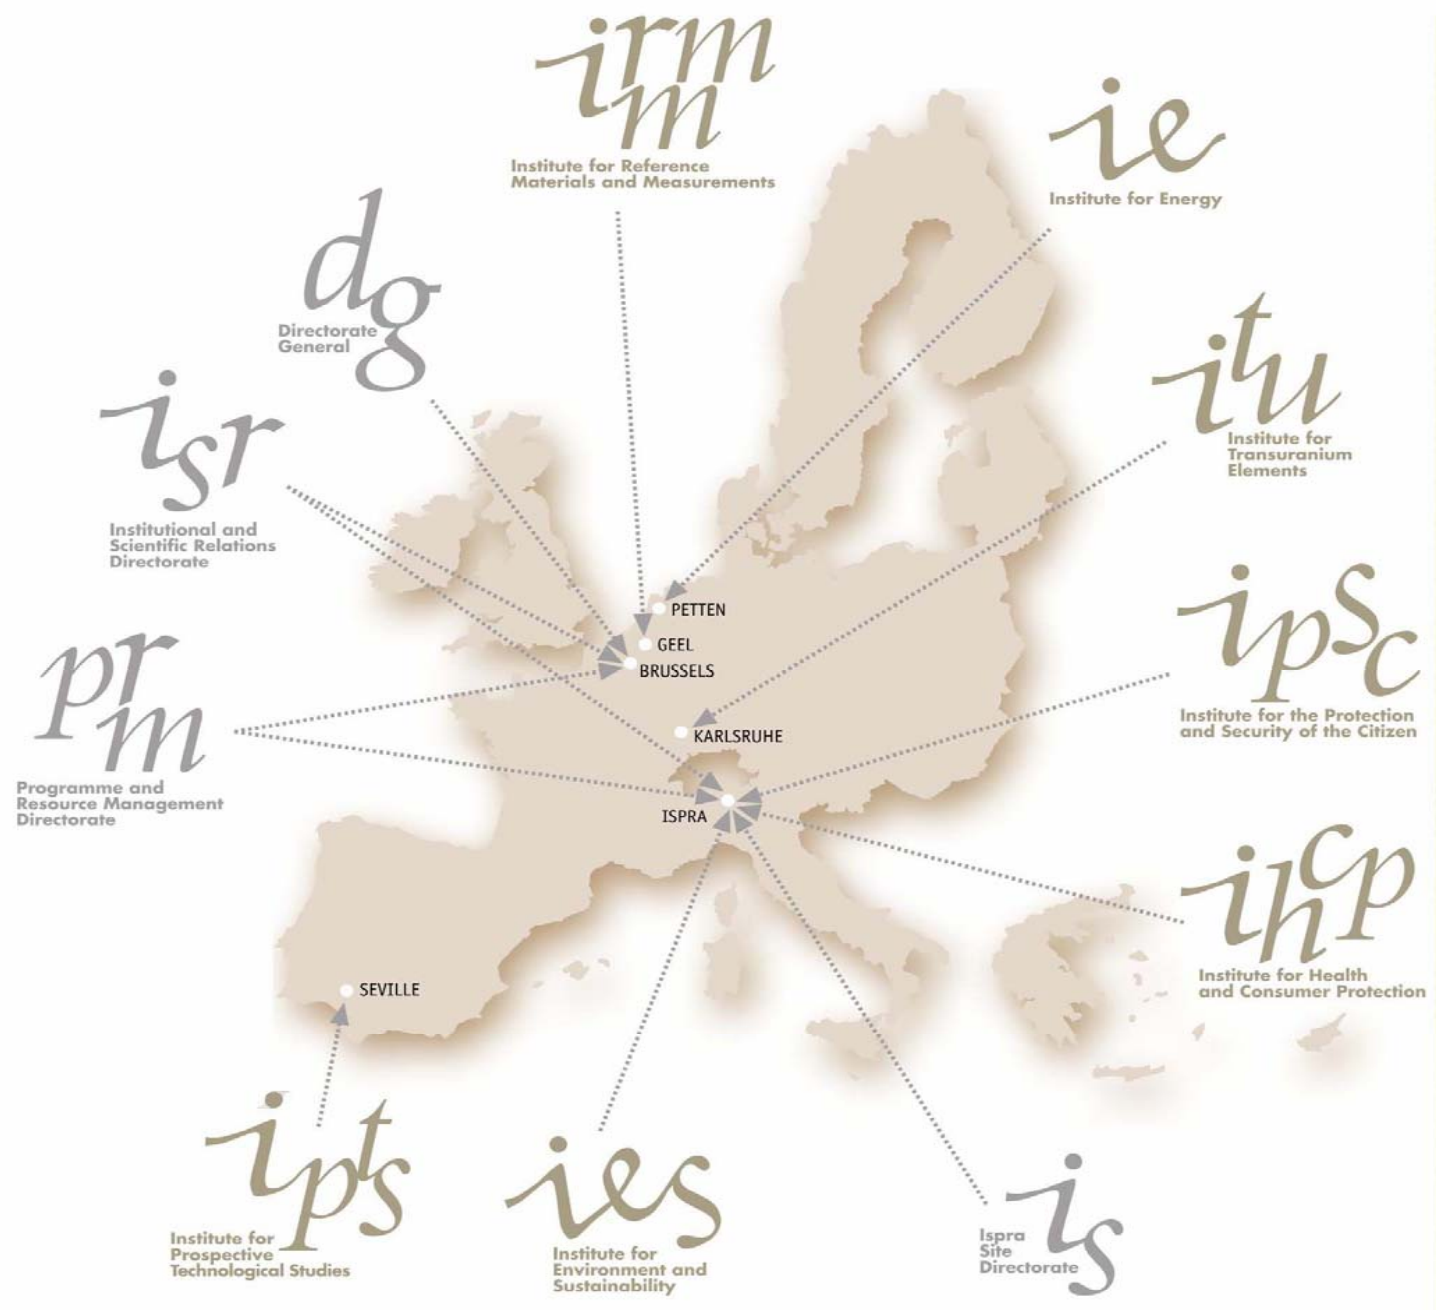 irmm
Institute for Reference
Materials and Measurements
ie
Institute for Energy
dg
Directorate
General
itu
Institute for
Transuranium
Elements
isr
Institutional and
Scientific Relations
Directorate
ipsc
Institute for the Protection
and Security of the Citizen
PETTEN
GEEL
BRUSSELS
prm
Programme and
Resource Management
Directorate
KARLSRUHE
ISPRA
ihcp
Institute for Health
and Consumer Protection
SEVILLE
ipts
Institute for
Prospective
Technological Studies
ies
Institute for
Environment and
Sustainability
is
Ispra
Site
Directorate